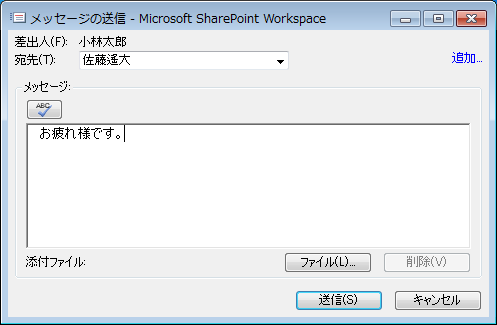 メッセージの送信 - Microsoft SharePoint Workspace
差出人(F): 小林太郎
宛先(T): 佐藤遥大
追加...
メッセージ:
ABC
お疲れ様です。
添付ファイル: ファイル(L)... 削除(V)
送信(S) キャンセル